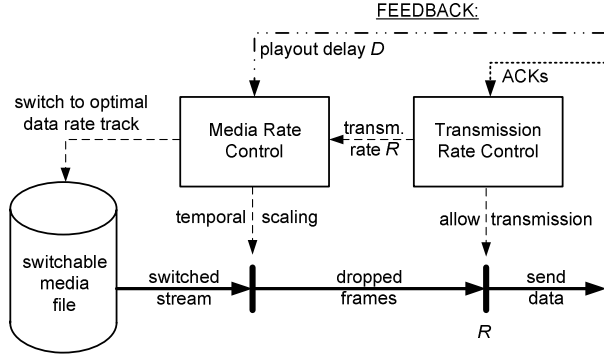 FEEDBACK:
playout delay D
ACKs
switch to optimal
data rate track
Media Rate
Control
transm.
rate R
Transmission
Rate Control
temporal scaling
allow transmission
switchable
media
file
switched
stream
dropped
frames
send
data
R